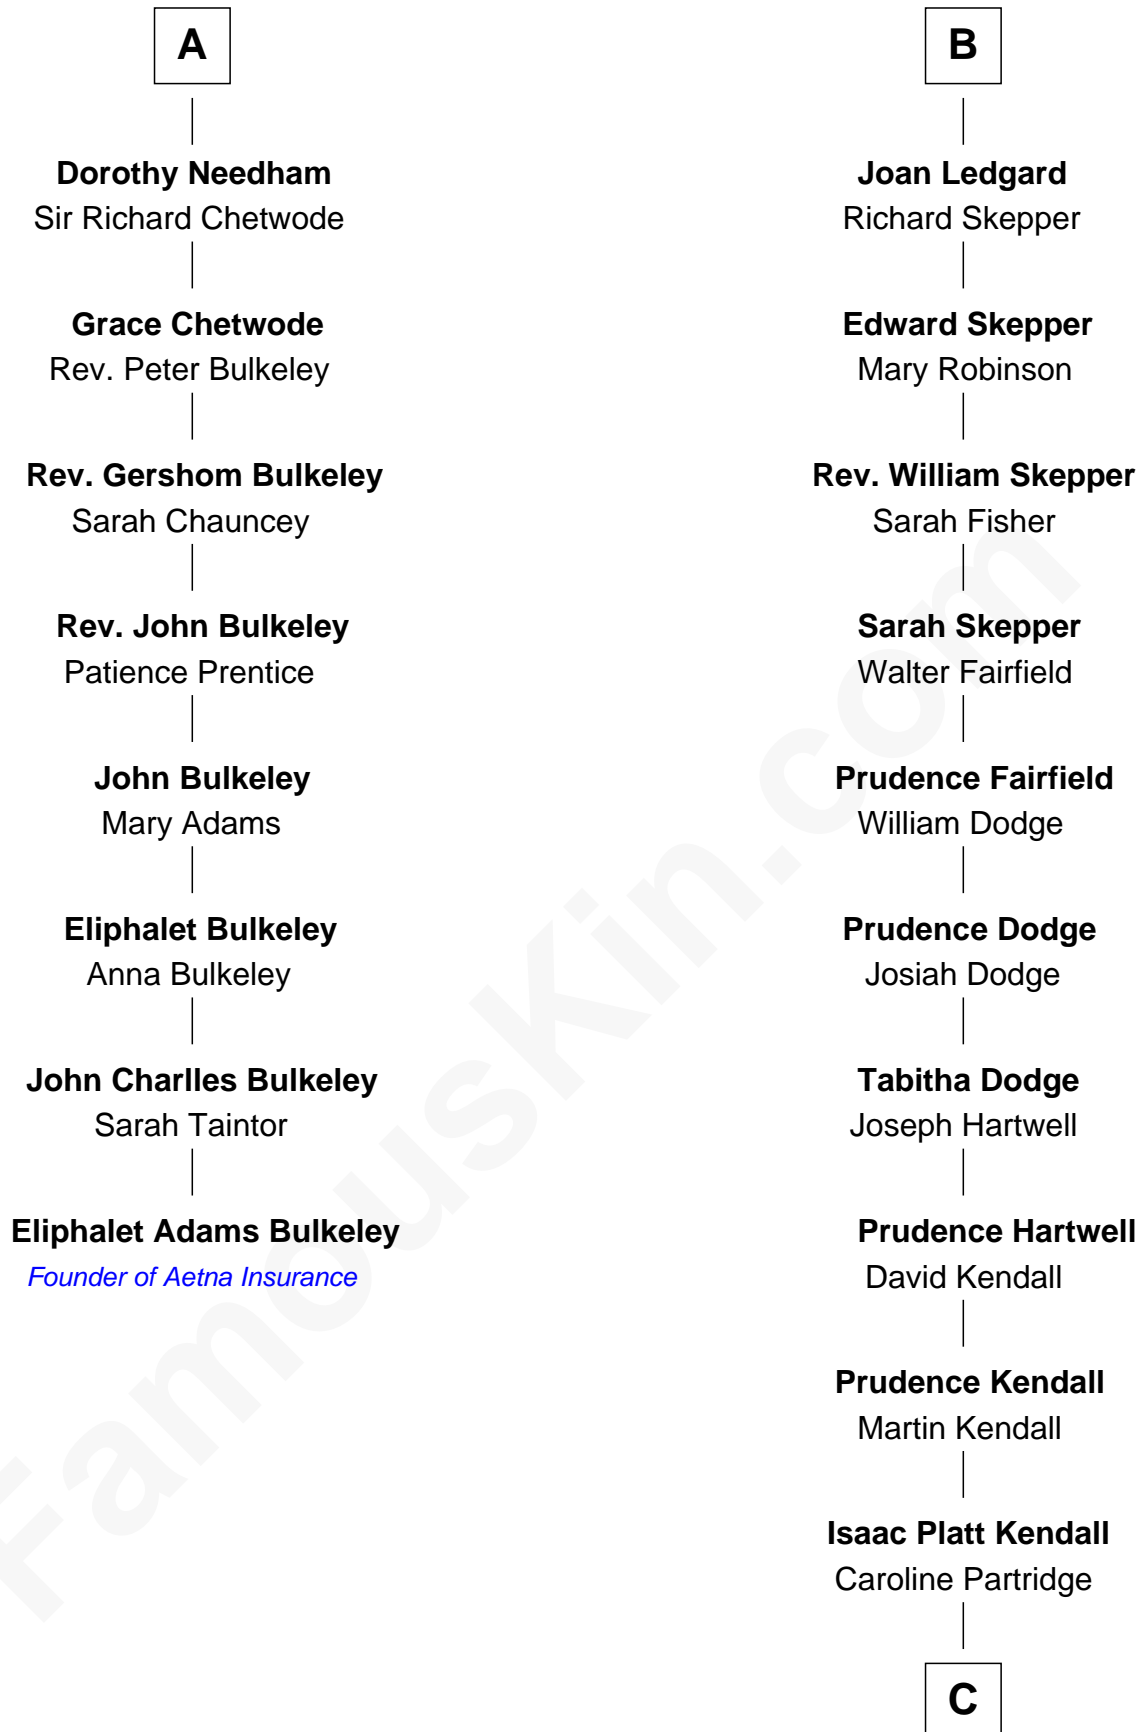 A
Dorothy Needham
Sir Richard Chetwode
Grace Chetwode
Rev. Peter Bulkeley
Rev. Gershom Bulkeley
Sarah Chauncey
Rev. John Bulkeley
Patience Prentice
John Bulkeley
Mary Adams
Eliphalet Bulkeley
Anna Bulkeley
John Charlles Bulkeley
Sarah Taintor
Eliphalet Adams Bulkeley
Founder of Aetna Insurance
B
Joan Ledgard
Richard Skepper
Edward Skepper
Mary Robinson
Rev. William Skepper
Sarah Fisher
Sarah Skepper
Walter Fairfield
Prudence Fairfield
William Dodge
Prudence Dodge
Josiah Dodge
Tabitha Dodge
Joseph Hartwell
Prudence Hartwell
David Kendall
Prudence Kendall
Martin Kendall
Isaac Platt Kendall
Caroline Partridge
C
FamousKin.com